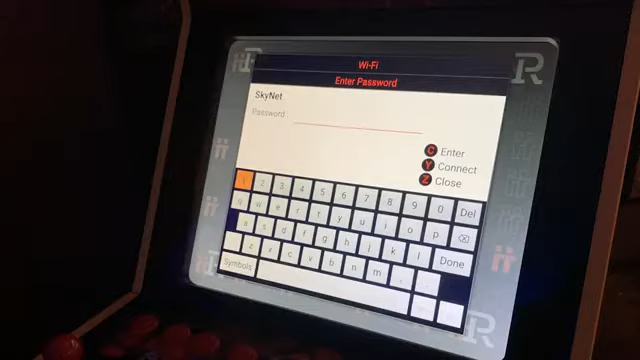 Wi-Fi
Enter Password
SkyNet
Password :
C Enter
Y Connect
Z Close
1 2 3 4 5 6 7 8 9 0 Del
q w e r t y u i o p
a s d f g h j k l Done
z x c v b n m , .
Symbols
R
R